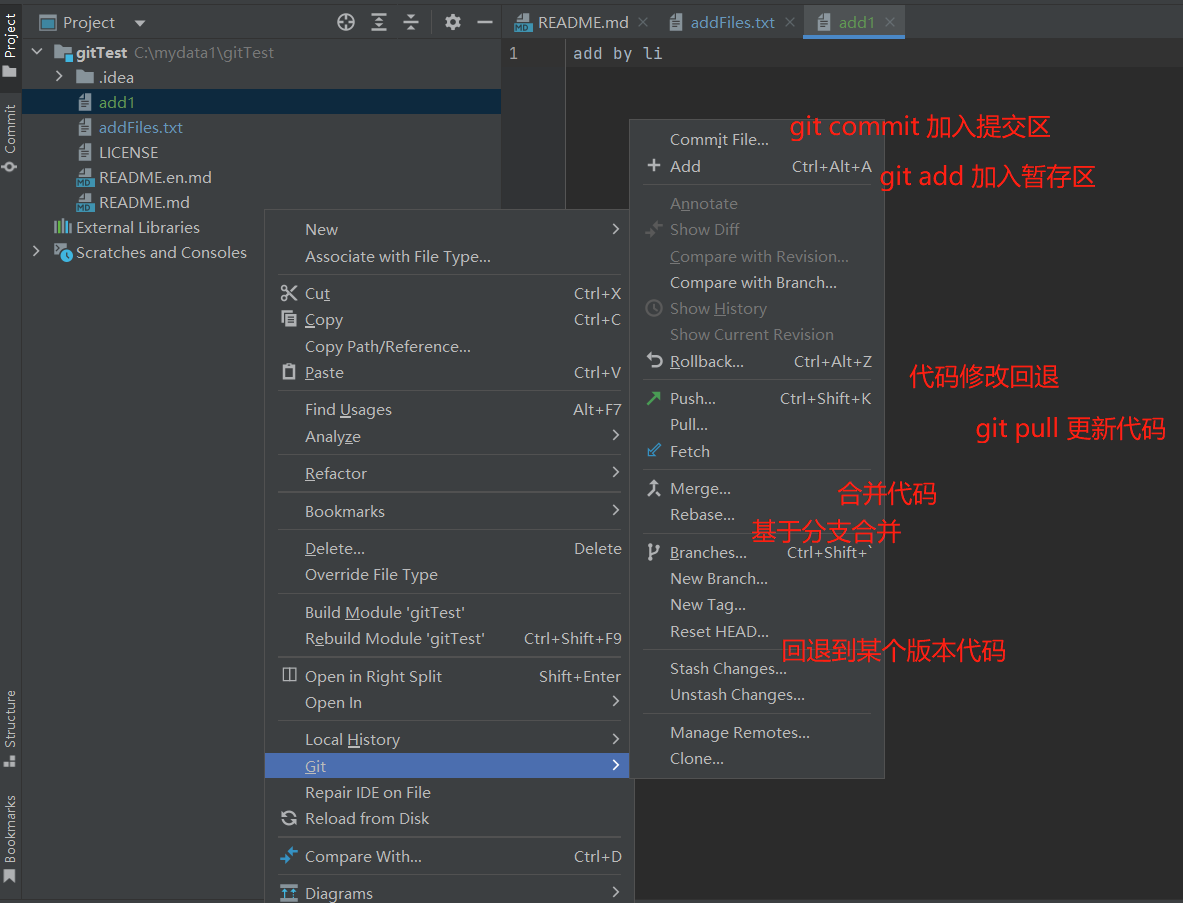 Project
README.md
addFiles.txt
add1
Project
Commit
Structure
Bookmarks
gitTest C:\mydata1\gitTest
.idea
add1
addFiles.txt
LICENSE
README.en.md
README.md
External Libraries
Scratches and Consoles
1 add by li
New
Associate with File Type...
Cut Ctrl+X
Copy Ctrl+C
Copy Path/Reference...
Paste Ctrl+V
Find Usages Alt+F7
Analyze
Refactor
Bookmarks
Delete... Delete
Override File Type
Build Module 'gitTest'
Rebuild Module 'gitTest' Ctrl+Shift+F9
Open in Right Split Shift+Enter
Open In
Local History
Git
Repair IDE on File
Reload from Disk
Compare With... Ctrl+D
Diagrams
Commit File... git commit 加入提交区
Add Ctrl+Alt+A git add 加入暂存区
Annotate
Show Diff
Compare with Revision...
Compare with Branch...
Show History
Show Current Revision
Rollback... Ctrl+Alt+Z
代码修改回退
Push... Ctrl+Shift+K
Pull... git pull 更新代码
Fetch
Merge... 合并代码
Rebase...
基于分支合并
Branches... Ctrl+Shift+`
New Branch...
New Tag...
Reset HEAD...
回退到某个版本代码
Stash Changes...
Unstash Changes...
Manage Remotes...
Clone...